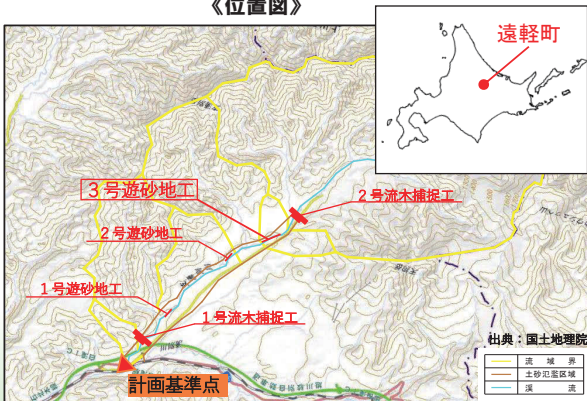 《位置図》
遠軽町
3号遊砂地工
2号流木捕捉工
2号遊砂地工
1号遊砂地工
1号流木捕捉工
計画基準点
出典：国土地理院
流域界
土砂氾濫区域
渓流